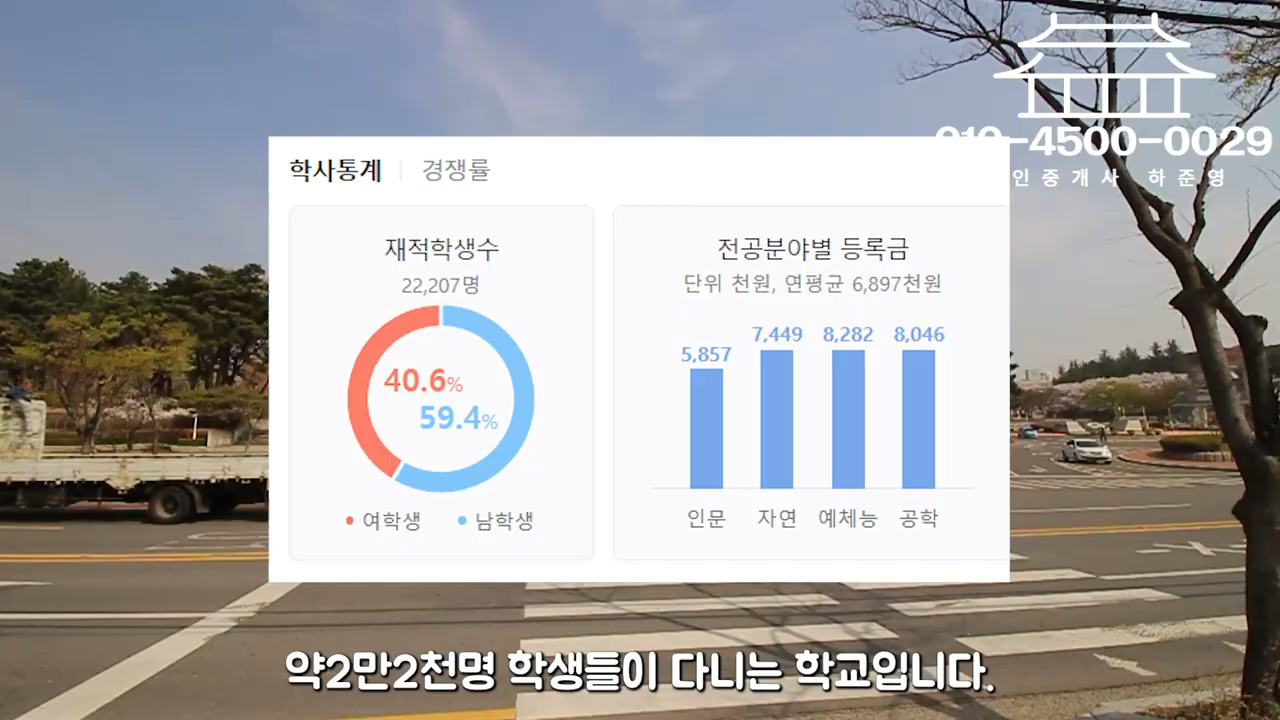 -4500-0029
인중개사 하준영
학사통계 | 경쟁률
재적학생수
22,207명
40.6%
59.4%
여학생 남학생
전공분야별 등록금
단위 천원, 연평균 6,897천원
5,857 7,449 8,282 8,046
인문 자연 예체능 공학
약2만2천명 학생들이 다니는 학교입니다.